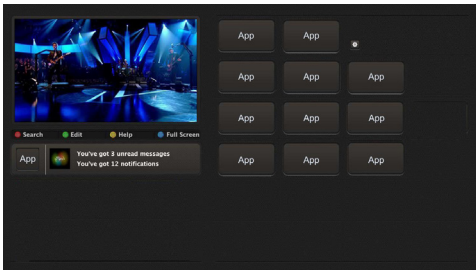 App App
App App App
App App App
App App App
Search Edit Help Full Screen
App
You've got 3 unread messages
You've got 12 notifications